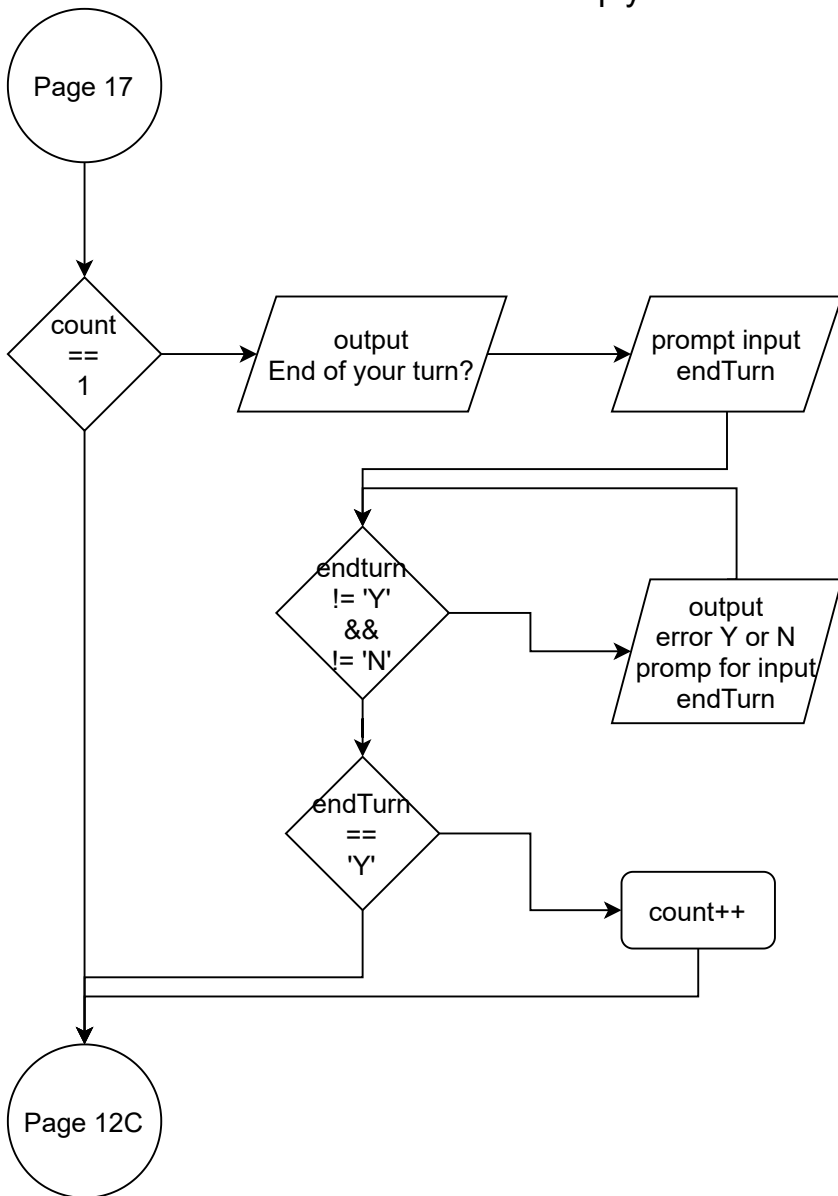 Page 17
count
==
1
output
End of your turn?
prompt input
endTurn
endturn
!= 'Y'
&&
!= 'N'
output
error Y or N
promp for input
endTurn
endTurn
==
'Y'
count++
Page 12C